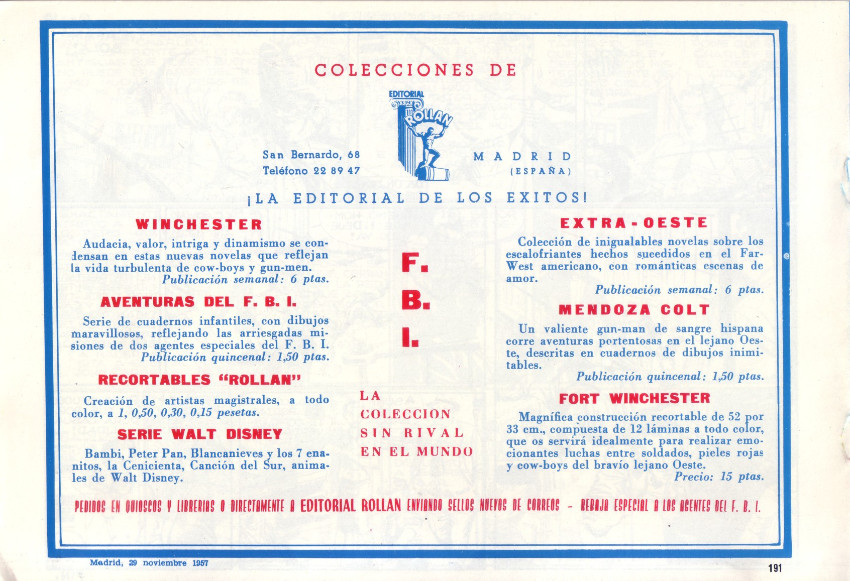 COLECCIONES DE
EDITORIAL
ROLLAN
San Bernardo, 68
Teléfono 22 89 47
MADRID
(ESPAÑA)
¡LA EDITORIAL DE LOS EXITOS!
WINCHESTER
Audacia, valor, intriga y dinamismo se con-
densan en estas nuevas novelas que reflejan
la vida turbulenta de cow-boys y gun-men.
Publicación semanal: 6 ptas.
AVENTURAS DEL F. B. I.
Serie de cuadernos infantiles, con dibujos
maravillosos, reflejando las arriesgadas mi-
siones de dos agentes especiales del F. B. I.
Publicación quincenal: 1,50 ptas.
RECORTABLES "ROLLAN"
Creación de artistas magistrales, a todo
color, a 1, 0,50, 0,30, 0,15 pesetas.
SERIE WALT DISNEY
Bambi, Peter Pan, Blancanieves y los 7 ena-
nitos, la Cenicienta, Canción del Sur, anima-
les de Walt Disney.
F.
B.
I.
LA
COLECCION
SIN RIVAL
EN EL MUNDO
EXTRA - OESTE
Colección de inigualables novelas sobre los
escalofriantes hechos sucedidos en el Far-
West americano, con románticas escenas de
amor.
Publicación semanal: 6 ptas.
MENDOZA COLT
Un valiente gun-man de sangre hispana
corre aventuras portentosas en el lejano Oes-
te, descritas en cuadernos de dibujos inimi-
tables.
Publicación quincenal: 1,50 ptas.
FORT WINCHESTER
Magnífica construcción recortable de 52 por
33 cm., compuesta de 12 láminas a todo color,
que os servirá idealmente para realizar emo-
cionantes luchas entre soldados, pieles rojas
y cow-boys del bravío lejano Oeste.
Precio: 15 ptas.
PEDIDOS EN QUIOSCOS Y LIBRERIAS O DIRECTAMENTE A EDITORIAL ROLLAN ENVIANDO SELLOS NUEVOS DE CORREOS - REBAJA ESPECIAL A LOS AGENTES DEL F. B. I.
Madrid, 29 noviembre 1957
191